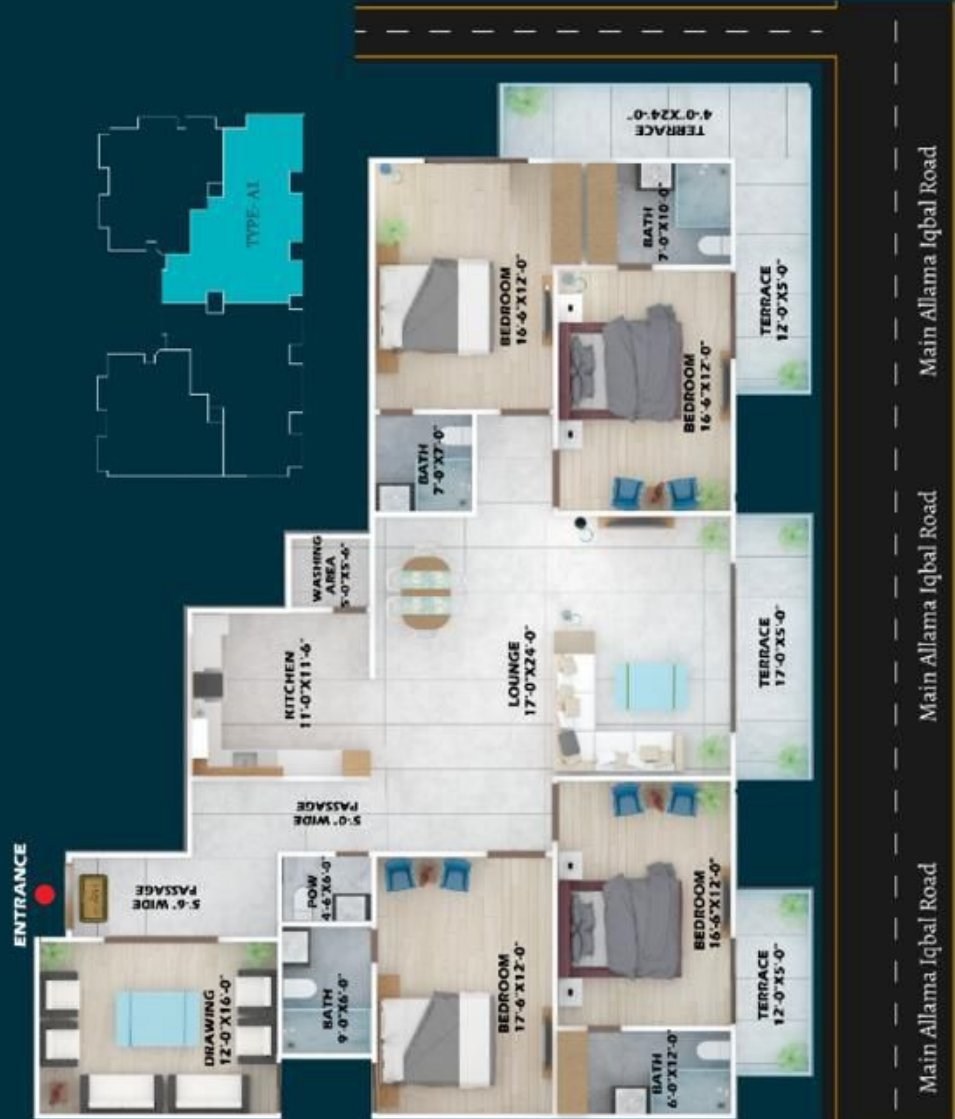 ENTRANCE
TYPE-A1
TERRACE
4'-0"X24'-0"
BEDROOM
16'-6"X12'-0"
BATH
7'-0"X10'-0"
TERRACE
12'-0"X5'-0"
BEDROOM
16'-6"X12'-0"
BATH
7'-0"X7'-0"
WASHING
AREA
5'-0"X5'-6"
KITCHEN
11'-0"X11'-6"
LOUNGE
17'-0"X24'-0"
TERRACE
17'-0"X5'-0"
PASSAGE
5'-0" WIDE
PASSAGE
5'-6" WIDE
POW
4'-6"X6'-0"
DRAWING
12'-0"X16'-0"
BATH
9'-0"X6'-0"
BEDROOM
17'-6"X12'-0"
BEDROOM
16'-6"X12'-0"
BATH
6'-0"X12'-0"
TERRACE
12'-0"X5'-0"
Main Allama Iqbal Road
Main Allama Iqbal Road
Main Allama Iqbal Road